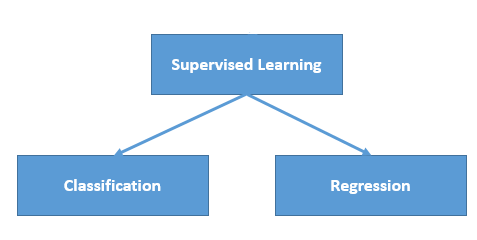 Supervised Learning
Classification
Regression